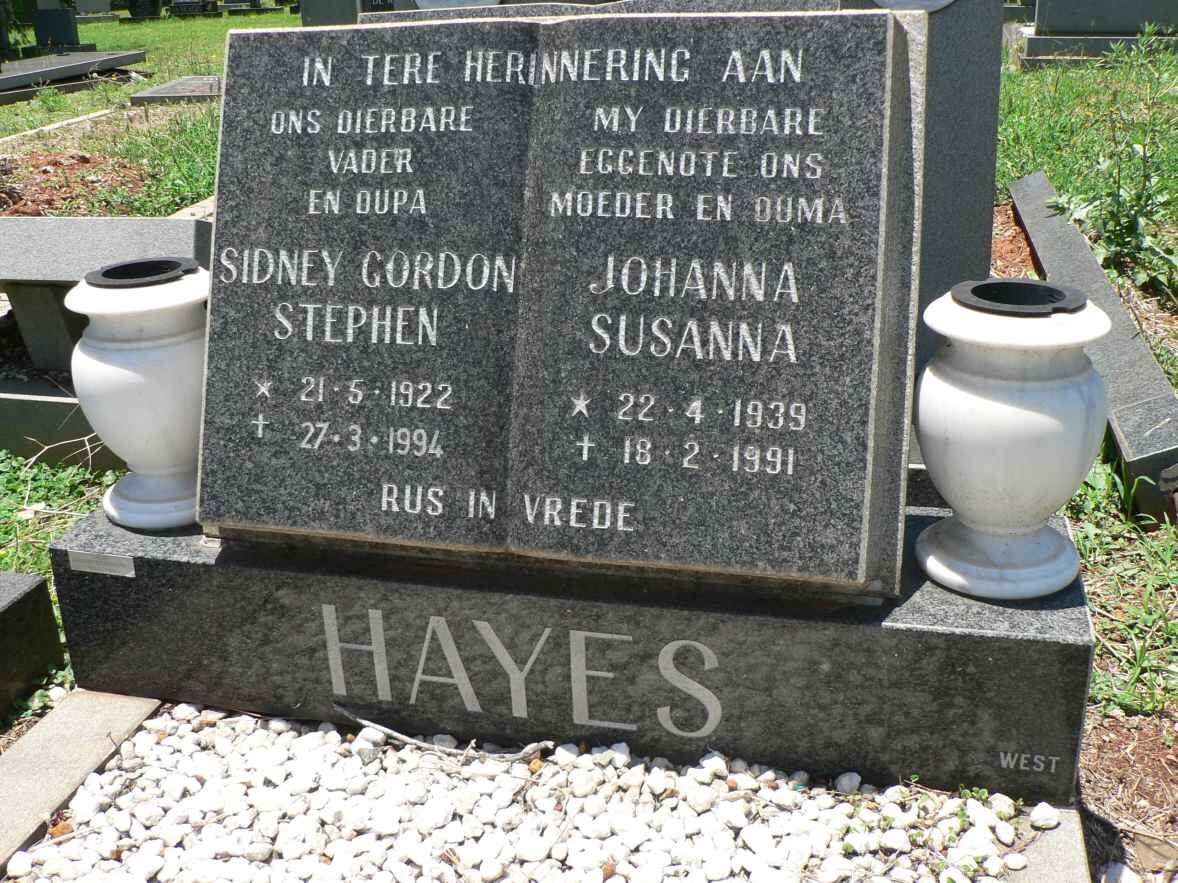 IN TERE HERINNERING AAN
ONS DIERBARE
VADER
EN OUPA
SIDNEY GORDON
STEPHEN
* 21·5·1922
† 27·3·1994
MY DIERBARE
EGGENOTE ONS
MOEDER EN OUMA
JOHANNA
SUSANNA
* 22·4·1939
† 18·2·1991
RUS IN VREDE
HAYES
WEST